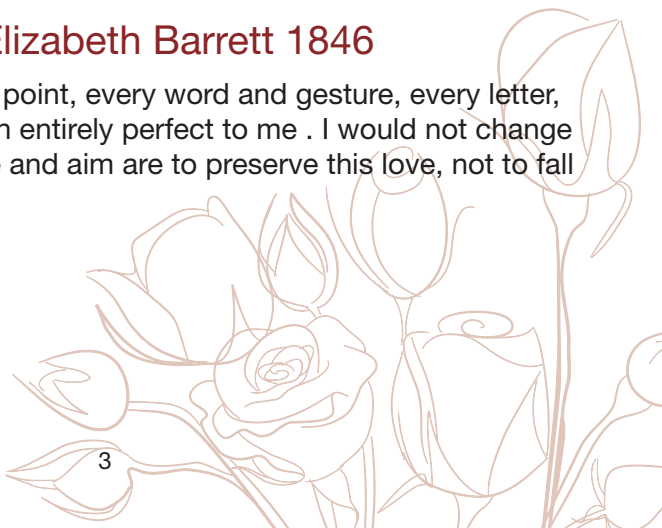 Elizabeth Barrett 1846
point, every word and gesture, every letter,
entirely perfect to me . I would not change
and aim are to preserve this love, not to fall
3